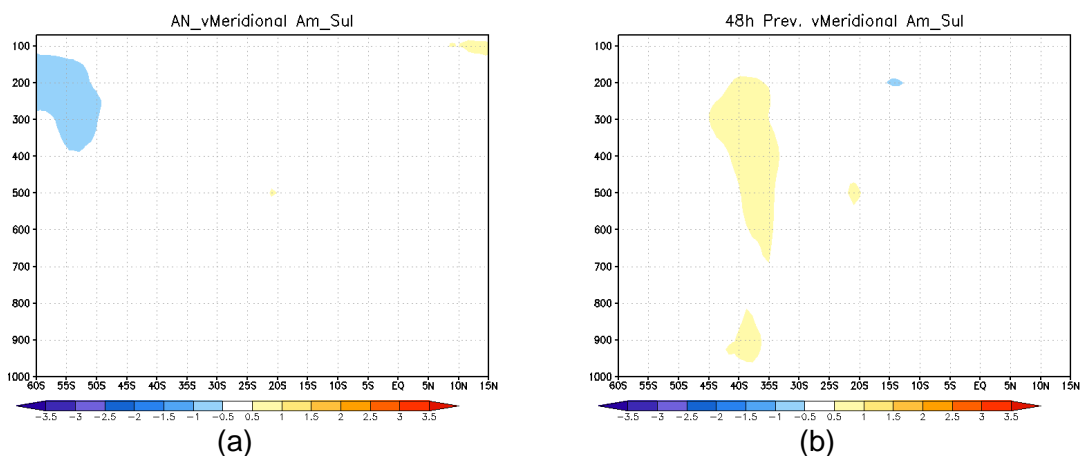 AN_vMeridional Am_Sul
100
200
300
400
500
600
700
800
900
1000
60S 55S 50S 45S 40S 35S 30S 25S 20S 15S 10S 5S EQ 5N 10N 15N
-3.5 -3 -2.5 -2 -1.5 -1 -0.5 0.5 1 1.5 2 2.5 3 3.5
(a)
48h Prev. vMeridional Am_Sul
100
200
300
400
500
600
700
800
900
1000
60S 55S 50S 45S 40S 35S 30S 25S 20S 15S 10S 5S EQ 5N 10N 15N
-3.5 -3 -2.5 -2 -1.5 -1 -0.5 0.5 1 1.5 2 2.5 3 3.5
(b)